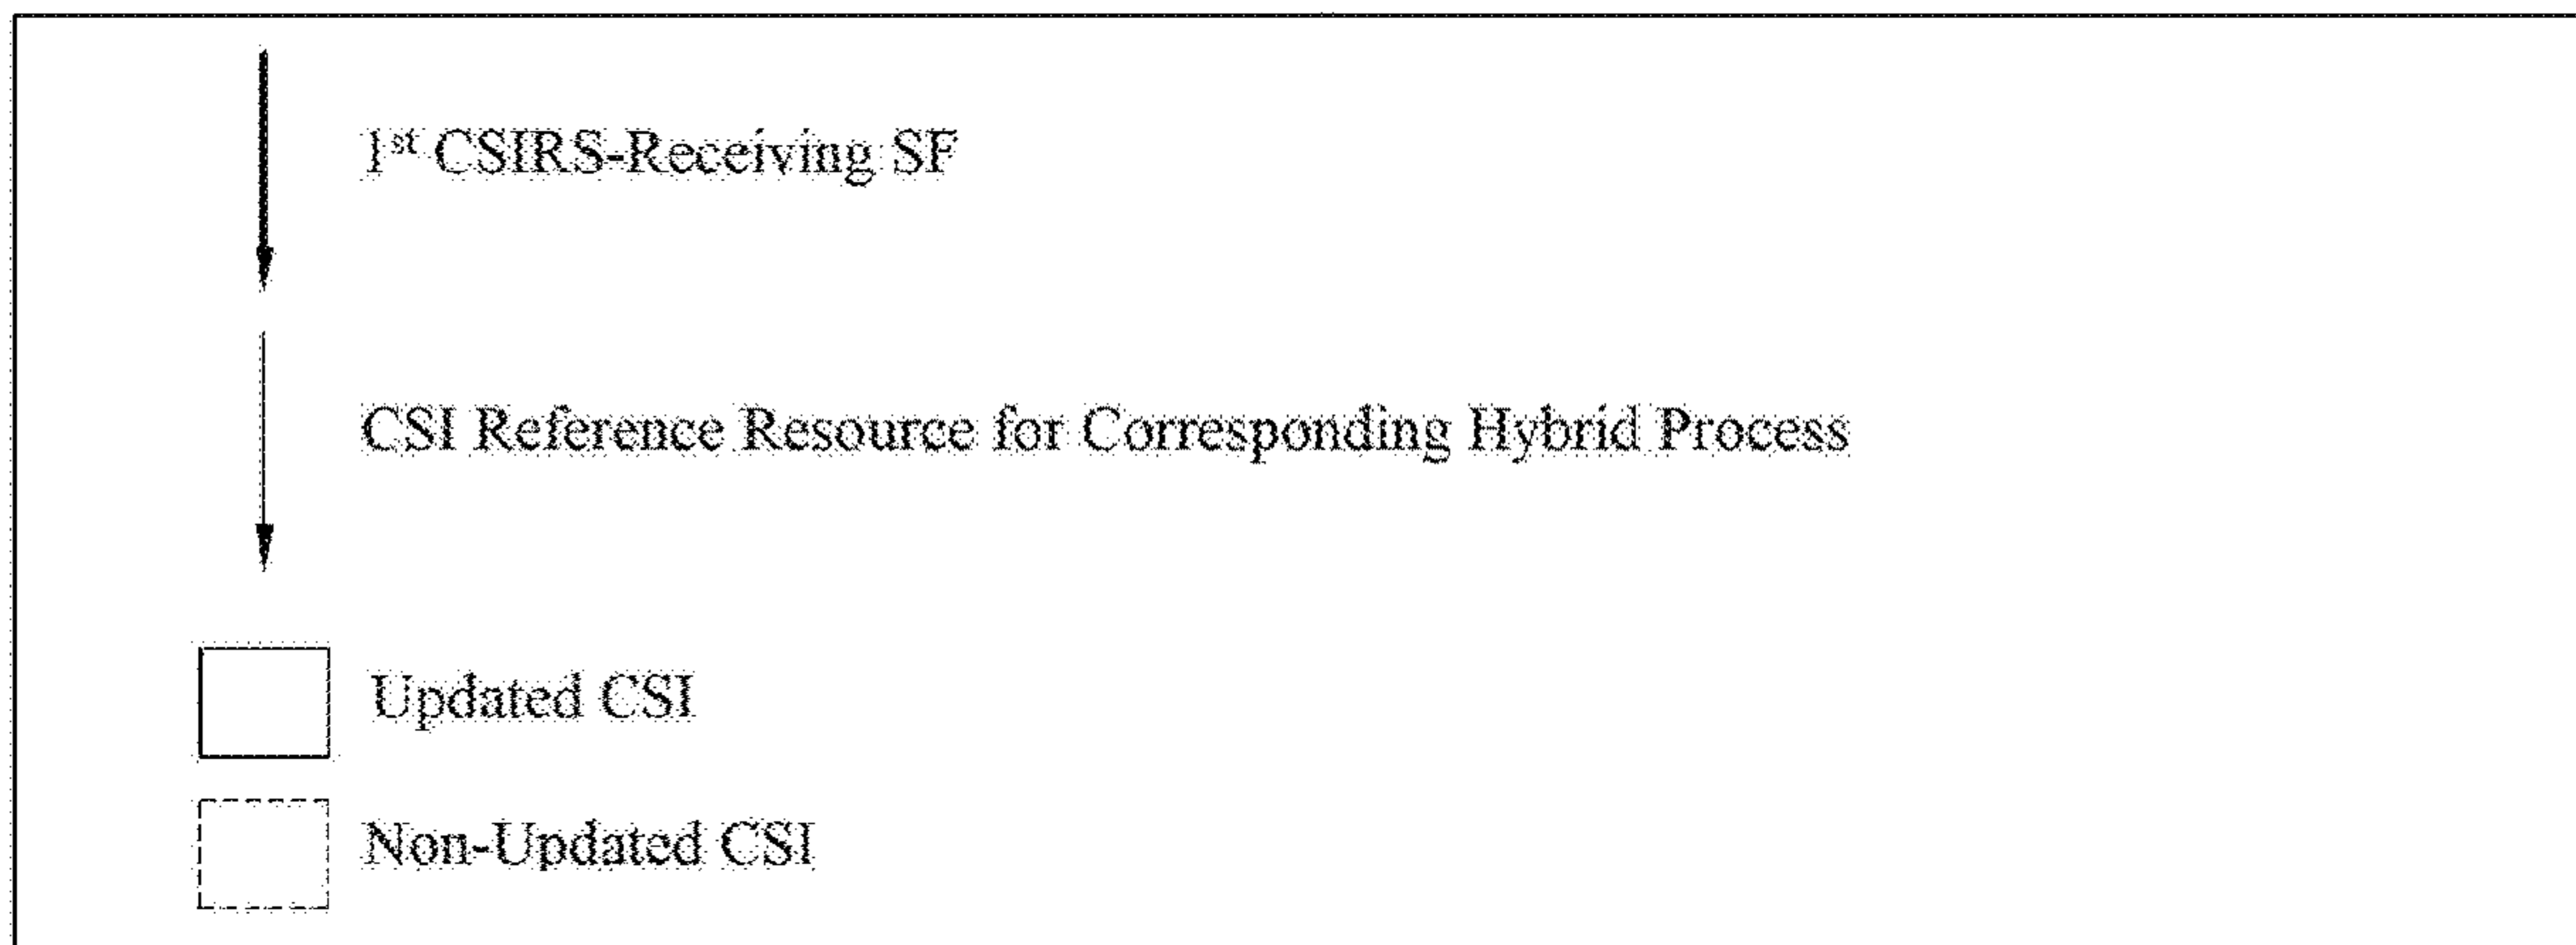 1st CSIRS-Receiving SF
CSI Reference Resource for Corresponding Hybrid Process
Updated CSI
Non-Updated CSI